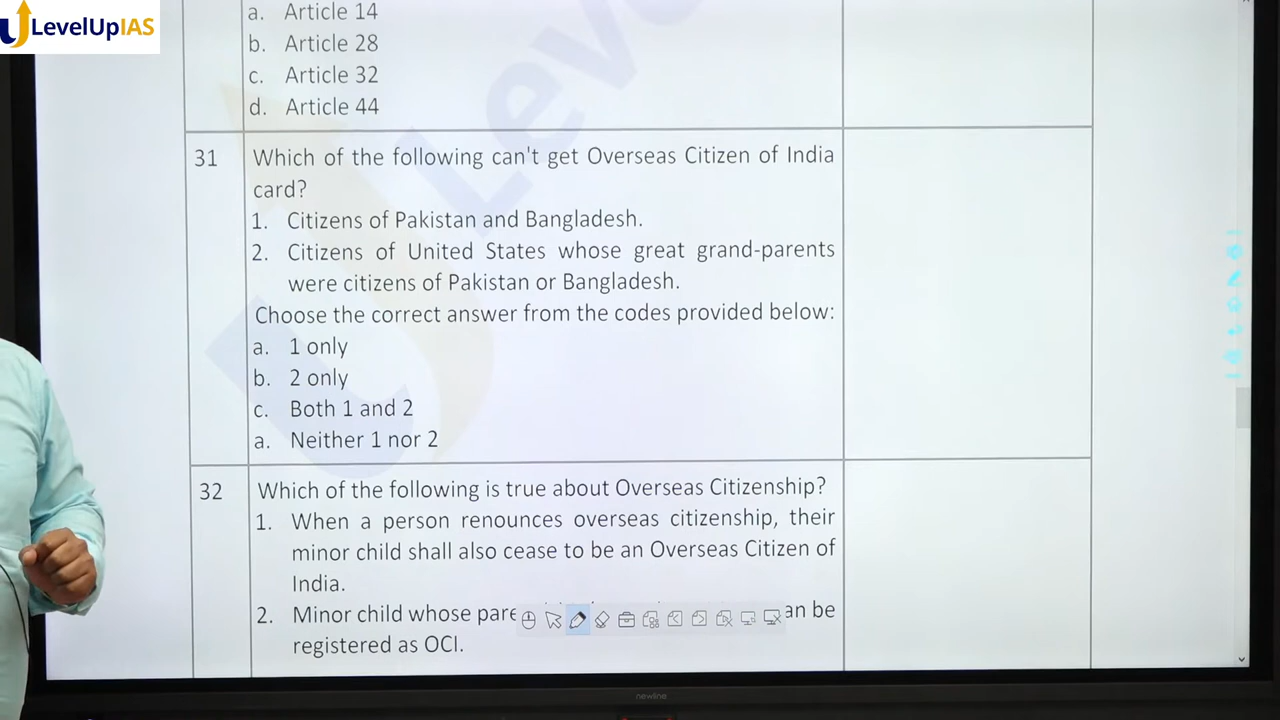 LevelUpIAS
a. Article 14
b. Article 28
c. Article 32
d. Article 44
31 Which of the following can't get Overseas Citizen of India
card?
1. Citizens of Pakistan and Bangladesh.
2. Citizens of United States whose great grand-parents
were citizens of Pakistan or Bangladesh.
Choose the correct answer from the codes provided below:
a. 1 only
b. 2 only
c. Both 1 and 2
a. Neither 1 nor 2
32 Which of the following is true about Overseas Citizenship?
1. When a person renounces overseas citizenship, their
minor child shall also cease to be an Overseas Citizen of
India.
2. Minor child whose pare an be
registered as OCI.
newline